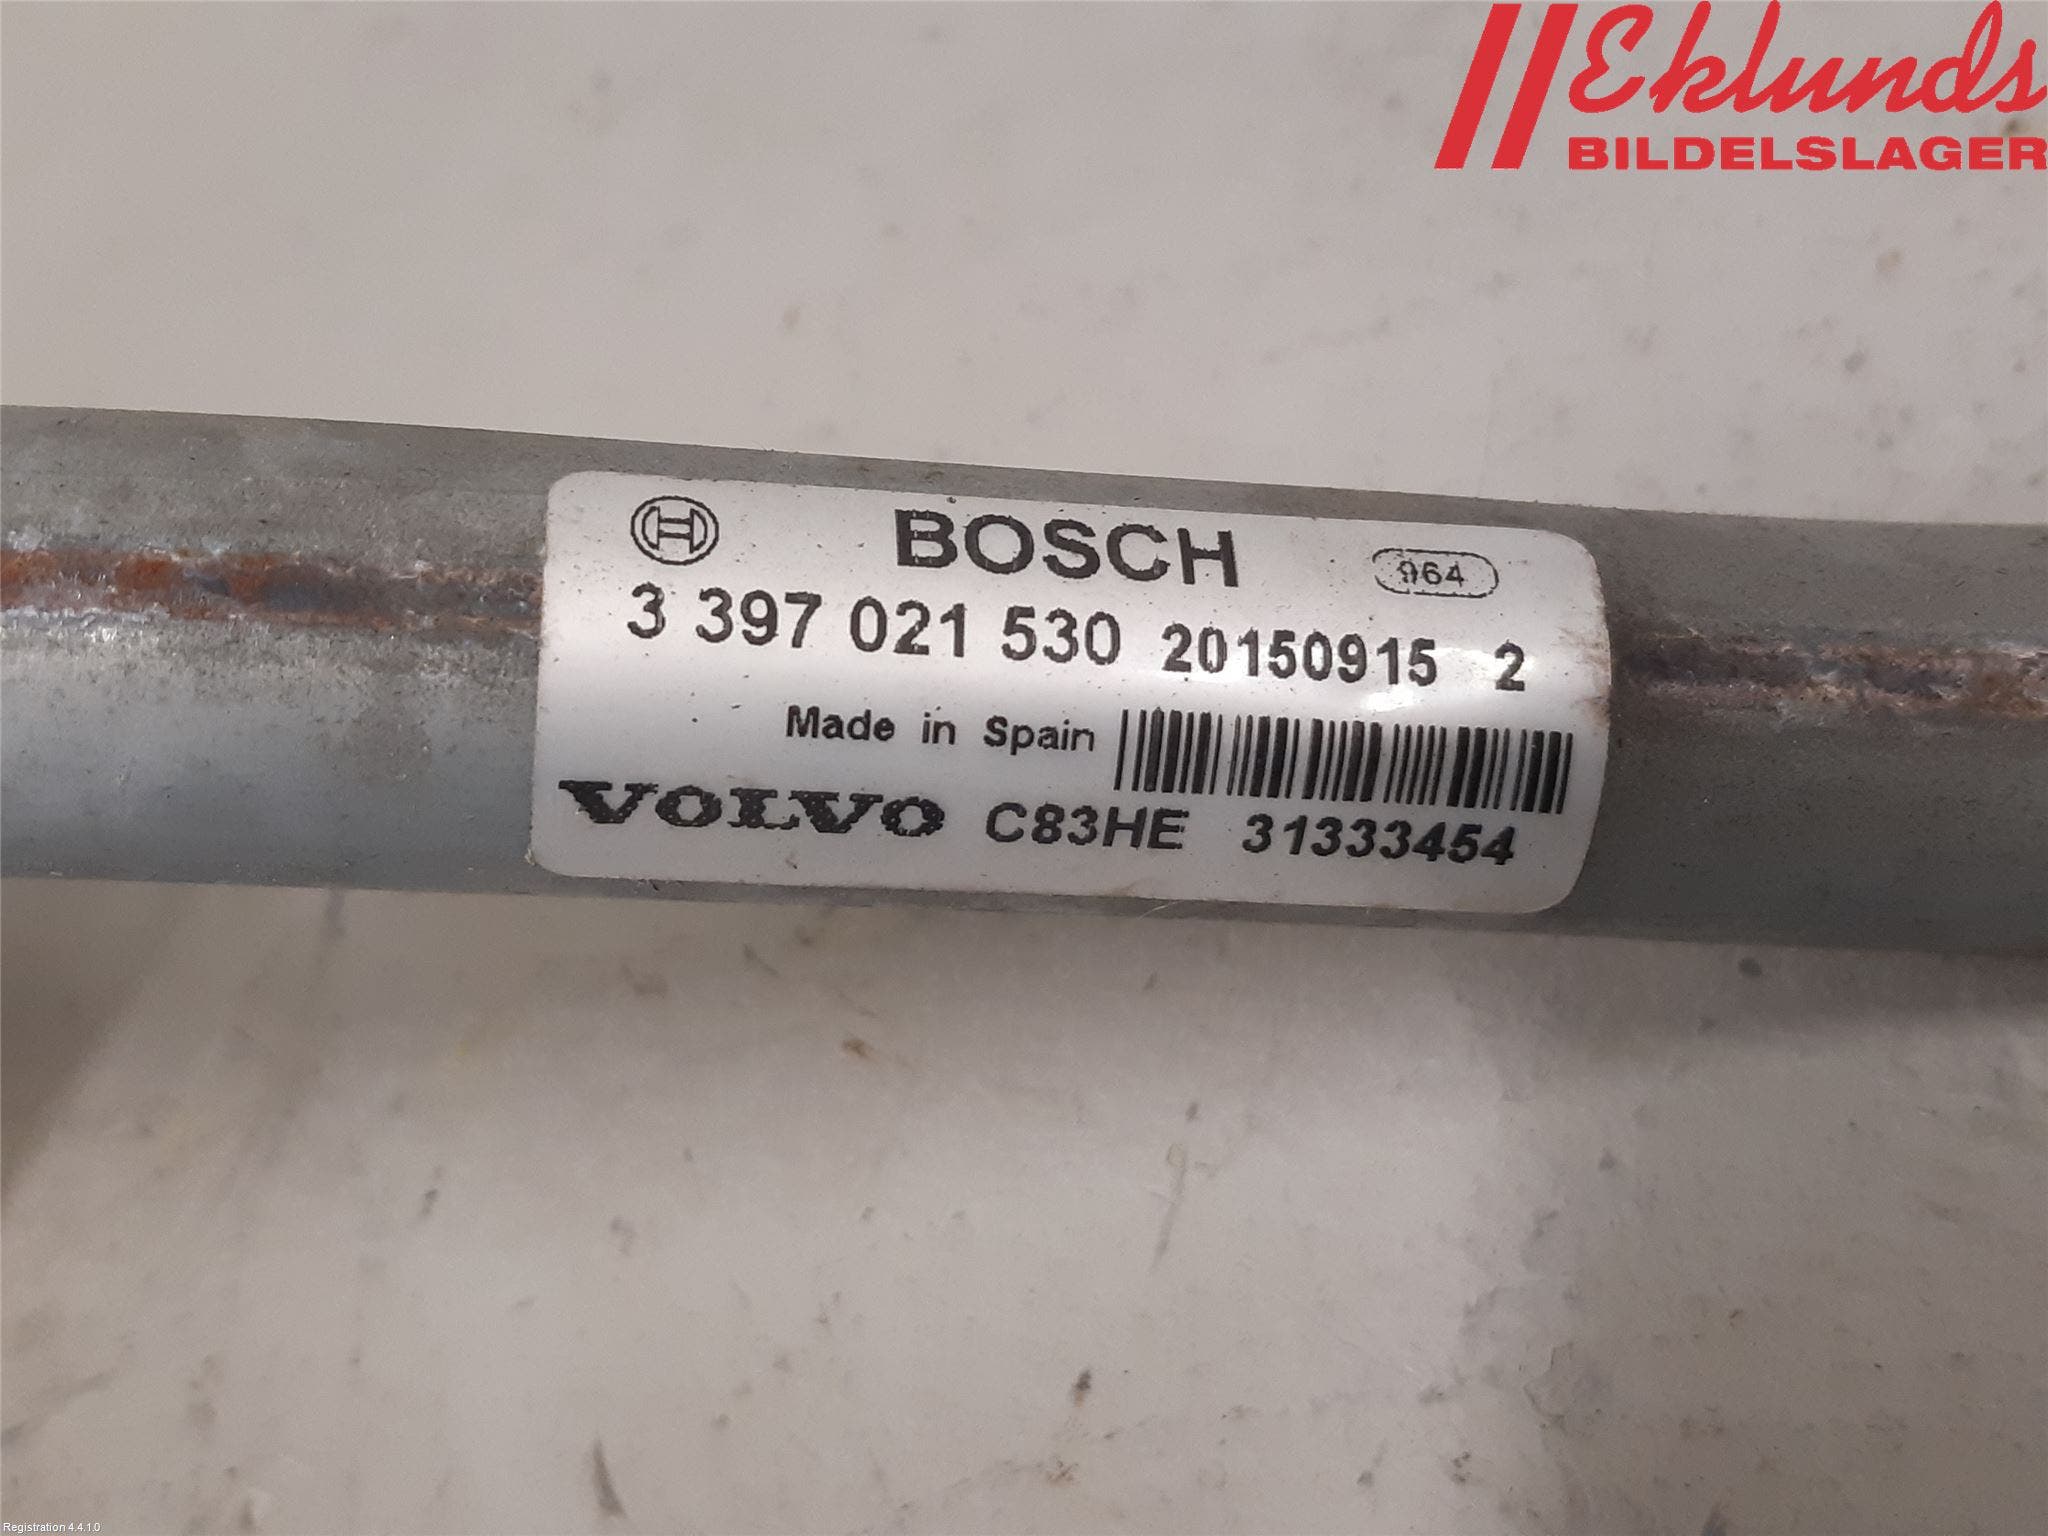 Eklunds
BILDELSLAGER
BOSCH 964
3 397 021 530 20150915 2
Made in Spain
VOLVO C83HE 31333454
Registration 4.4.1.0